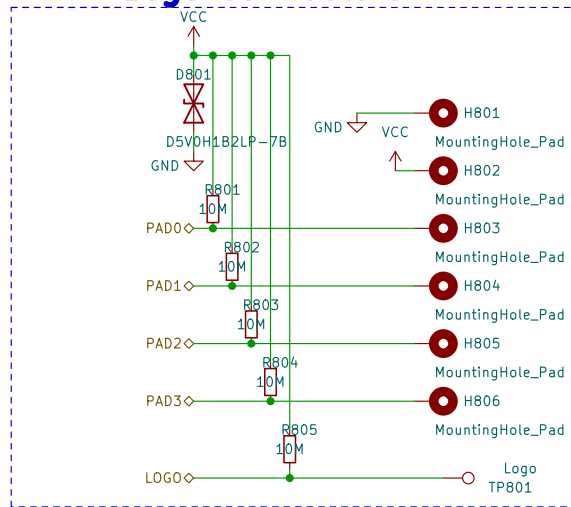 VCC
D801
D5V0H1B2LP-7B
GND
GND
H801
MountingHole_Pad
VCC
H802
MountingHole_Pad
R801
10M
PAD0
H803
MountingHole_Pad
R802
10M
PAD1
H804
MountingHole_Pad
R803
10M
PAD2
H805
MountingHole_Pad
R804
10M
PAD3
H806
MountingHole_Pad
R805
10M
LOGO
Logo
TP801